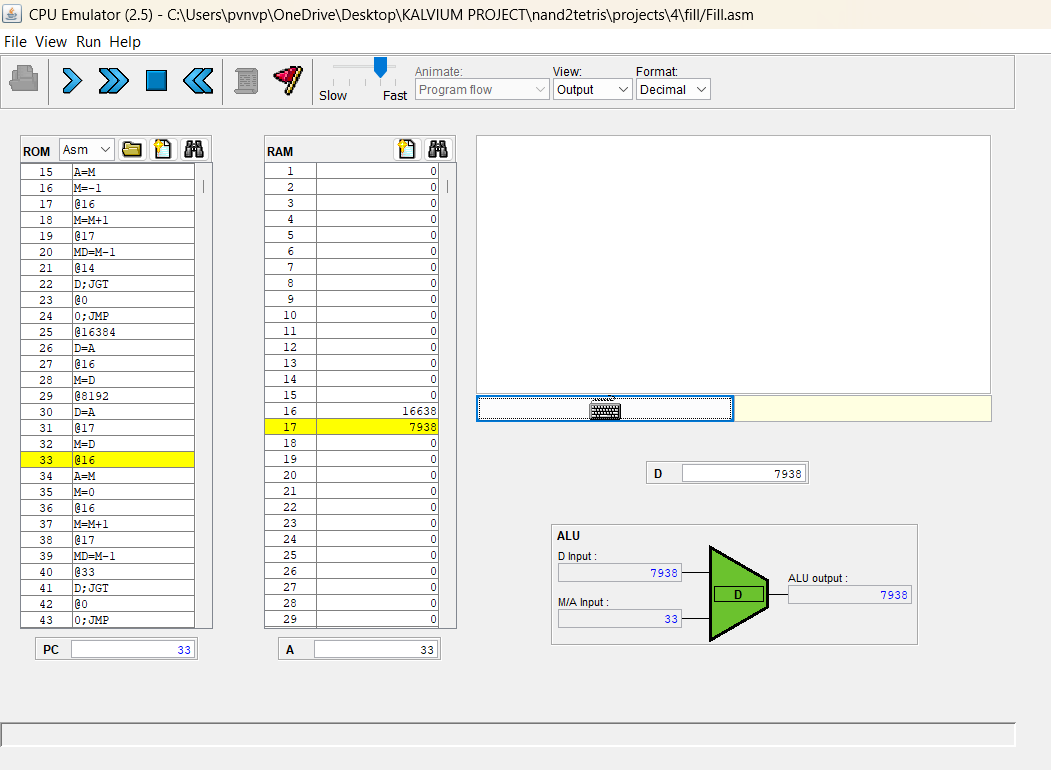 CPU Emulator (2.5) - C:\Users\pvnvp\OneDrive\Desktop\KALVIUM PROJECT\nand2tetris\projects\4\fill/Fill.asm
File View Run Help
Slow Fast
Animate:
Program flow
View:
Output
Format:
Decimal
ROM Asm
15 A=M
16 M=-1
17 @16
18 M=M+1
19 @17
20 MD=M-1
21 @14
22 D;JGT
23 @0
24 0;JMP
25 @16384
26 D=A
27 @16
28 M=D
29 @8192
30 D=A
31 @17
32 M=D
33 @16
34 A=M
35 M=0
36 @16
37 M=M+1
38 @17
39 MD=M-1
40 @33
41 D;JGT
42 @0
43 0;JMP
PC 33
RAM
1 0
2 0
3 0
4 0
5 0
6 0
7 0
8 0
9 0
10 0
11 0
12 0
13 0
14 0
15 0
16 16638
17 7938
18 0
19 0
20 0
21 0
22 0
23 0
24 0
25 0
26 0
27 0
28 0
29 0
A 33
D 7938
ALU
D Input :
7938
M/A Input :
33
D
ALU output :
7938